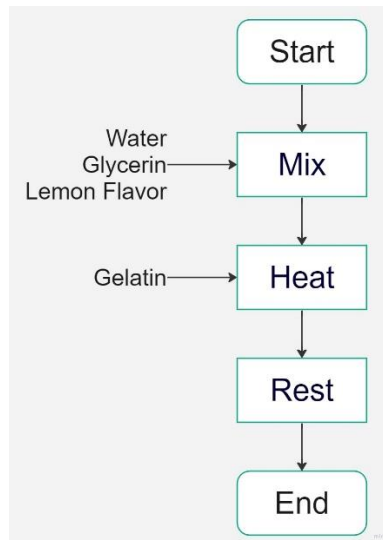 Start
Water
Glycerin
Lemon Flavor
Mix
Gelatin
Heat
Rest
End